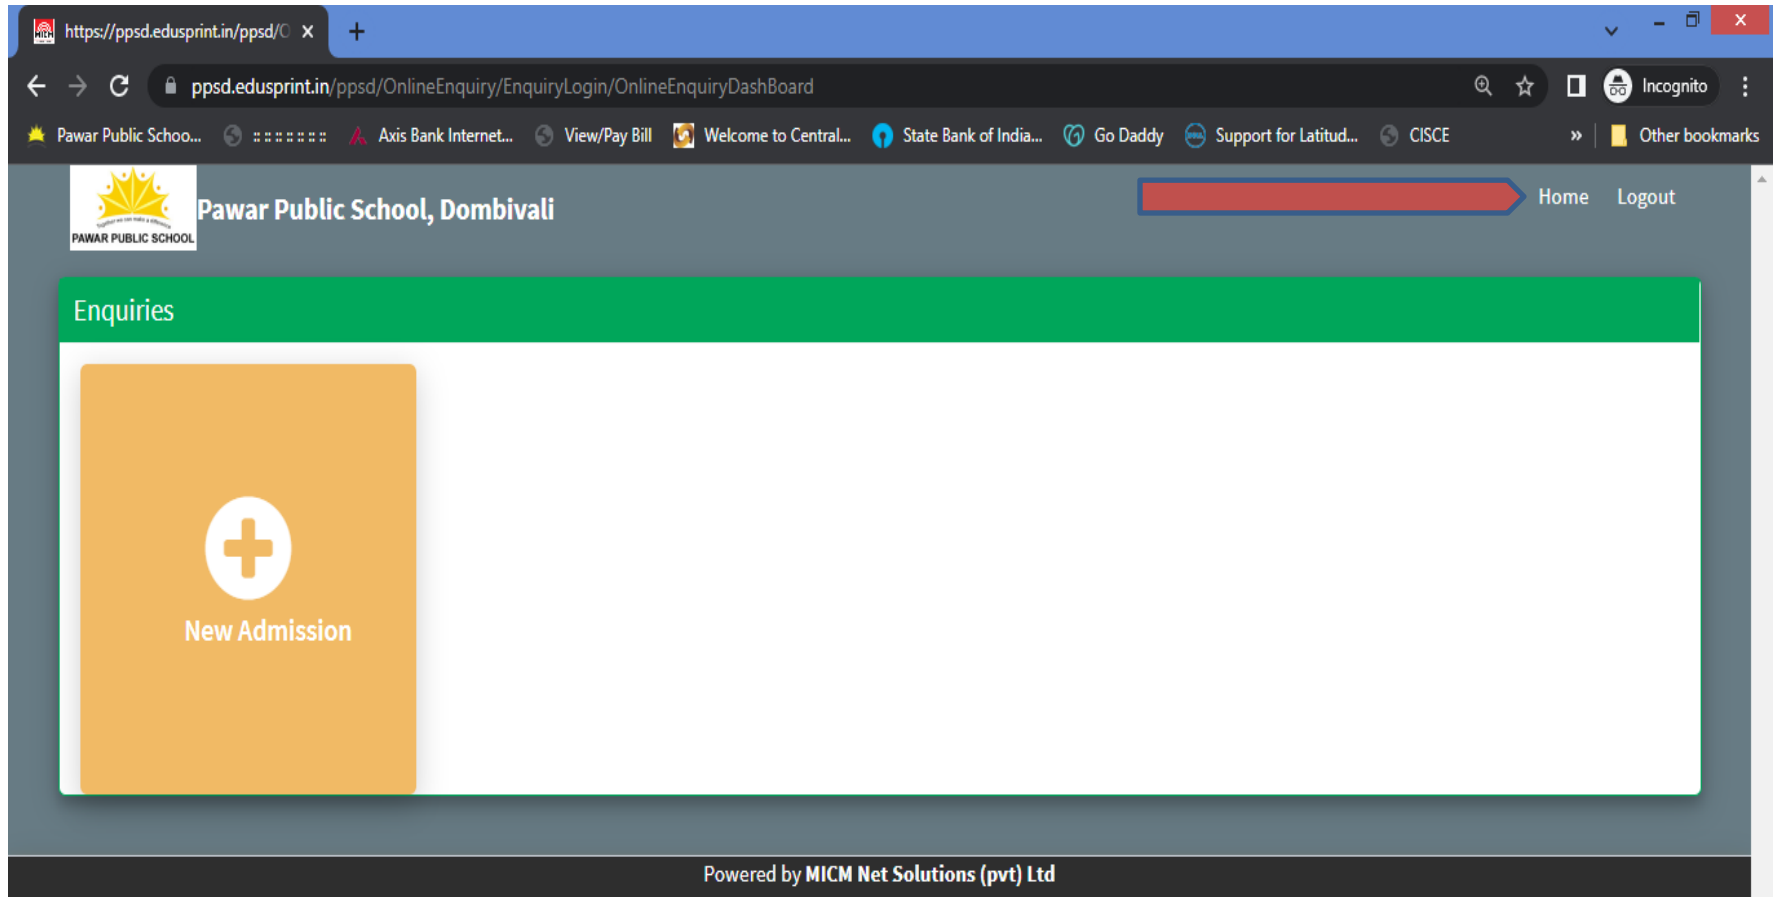 https://ppsd.edusprint.in/ppsd/O
ppsd.edusprint.in/ppsd/OnlineEnquiry/EnquiryLogin/OnlineEnquiryDashBoard
Incognito
Pawar Public Schoo... :: :: :: :: :: :: :: Axis Bank Internet... View/Pay Bill Welcome to Central... State Bank of India... Go Daddy Support for Latitud... CISCE » Other bookmarks
PAWAR PUBLIC SCHOOL
Pawar Public School, Dombivali
Home Logout
Enquiries
New Admission
Powered by MICM Net Solutions (pvt) Ltd